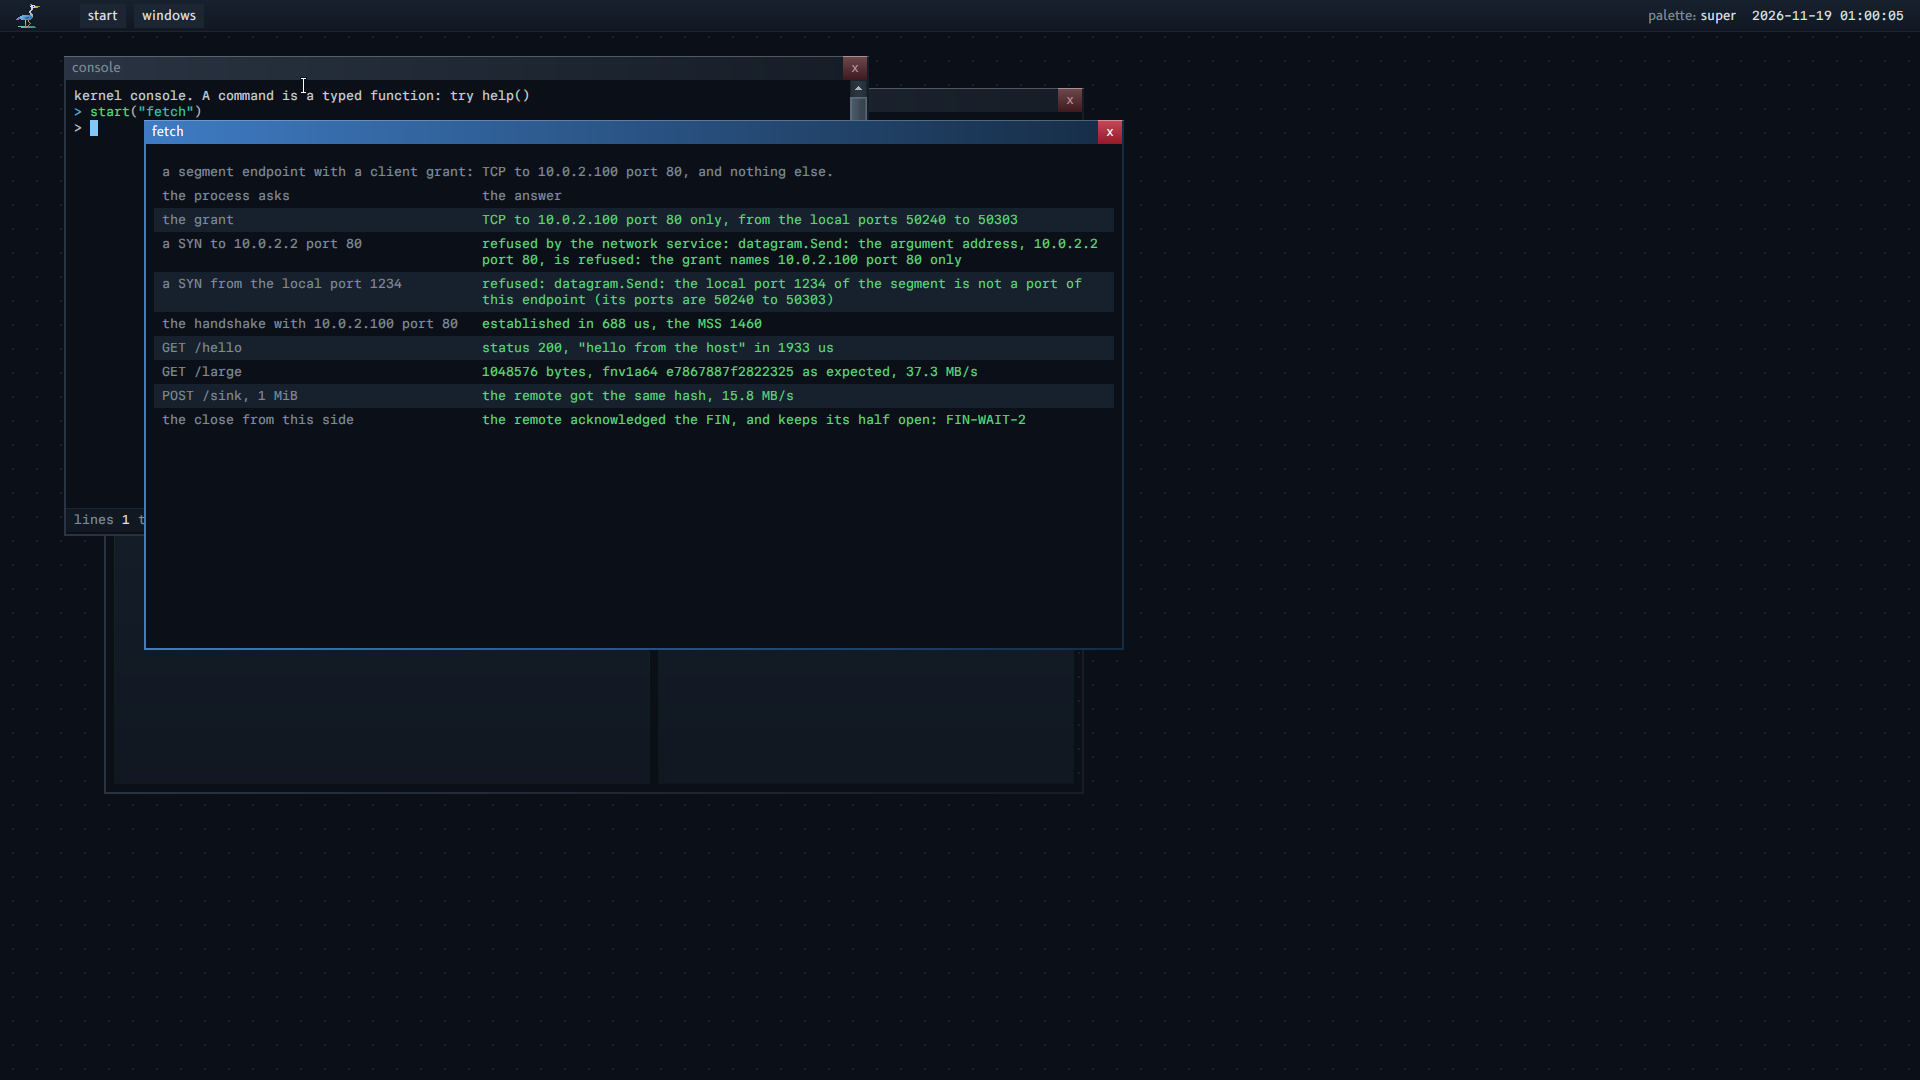 start windows palette: super 2026-11-19 01:00:05
console x
kernel console. A command is a typed function: try help()
> start("fetch")
>
x
fetch x
a segment endpoint with a client grant: TCP to 10.0.2.100 port 80, and nothing else.
the process asks the answer
the grant TCP to 10.0.2.100 port 80 only, from the local ports 50240 to 50303
a SYN to 10.0.2.2 port 80 refused by the network service: datagram.Send: the argument address, 10.0.2.2
port 80, is refused: the grant names 10.0.2.100 port 80 only
a SYN from the local port 1234 refused: datagram.Send: the local port 1234 of the segment is not a port of
this endpoint (its ports are 50240 to 50303)
the handshake with 10.0.2.100 port 80 established in 688 us, the MSS 1460
GET /hello status 200, "hello from the host" in 1933 us
GET /large 1048576 bytes, fnv1a64 e7867887f2822325 as expected, 37.3 MB/s
POST /sink, 1 MiB the remote got the same hash, 15.8 MB/s
the close from this side the remote acknowledged the FIN, and keeps its half open: FIN-WAIT-2
lines 1 t